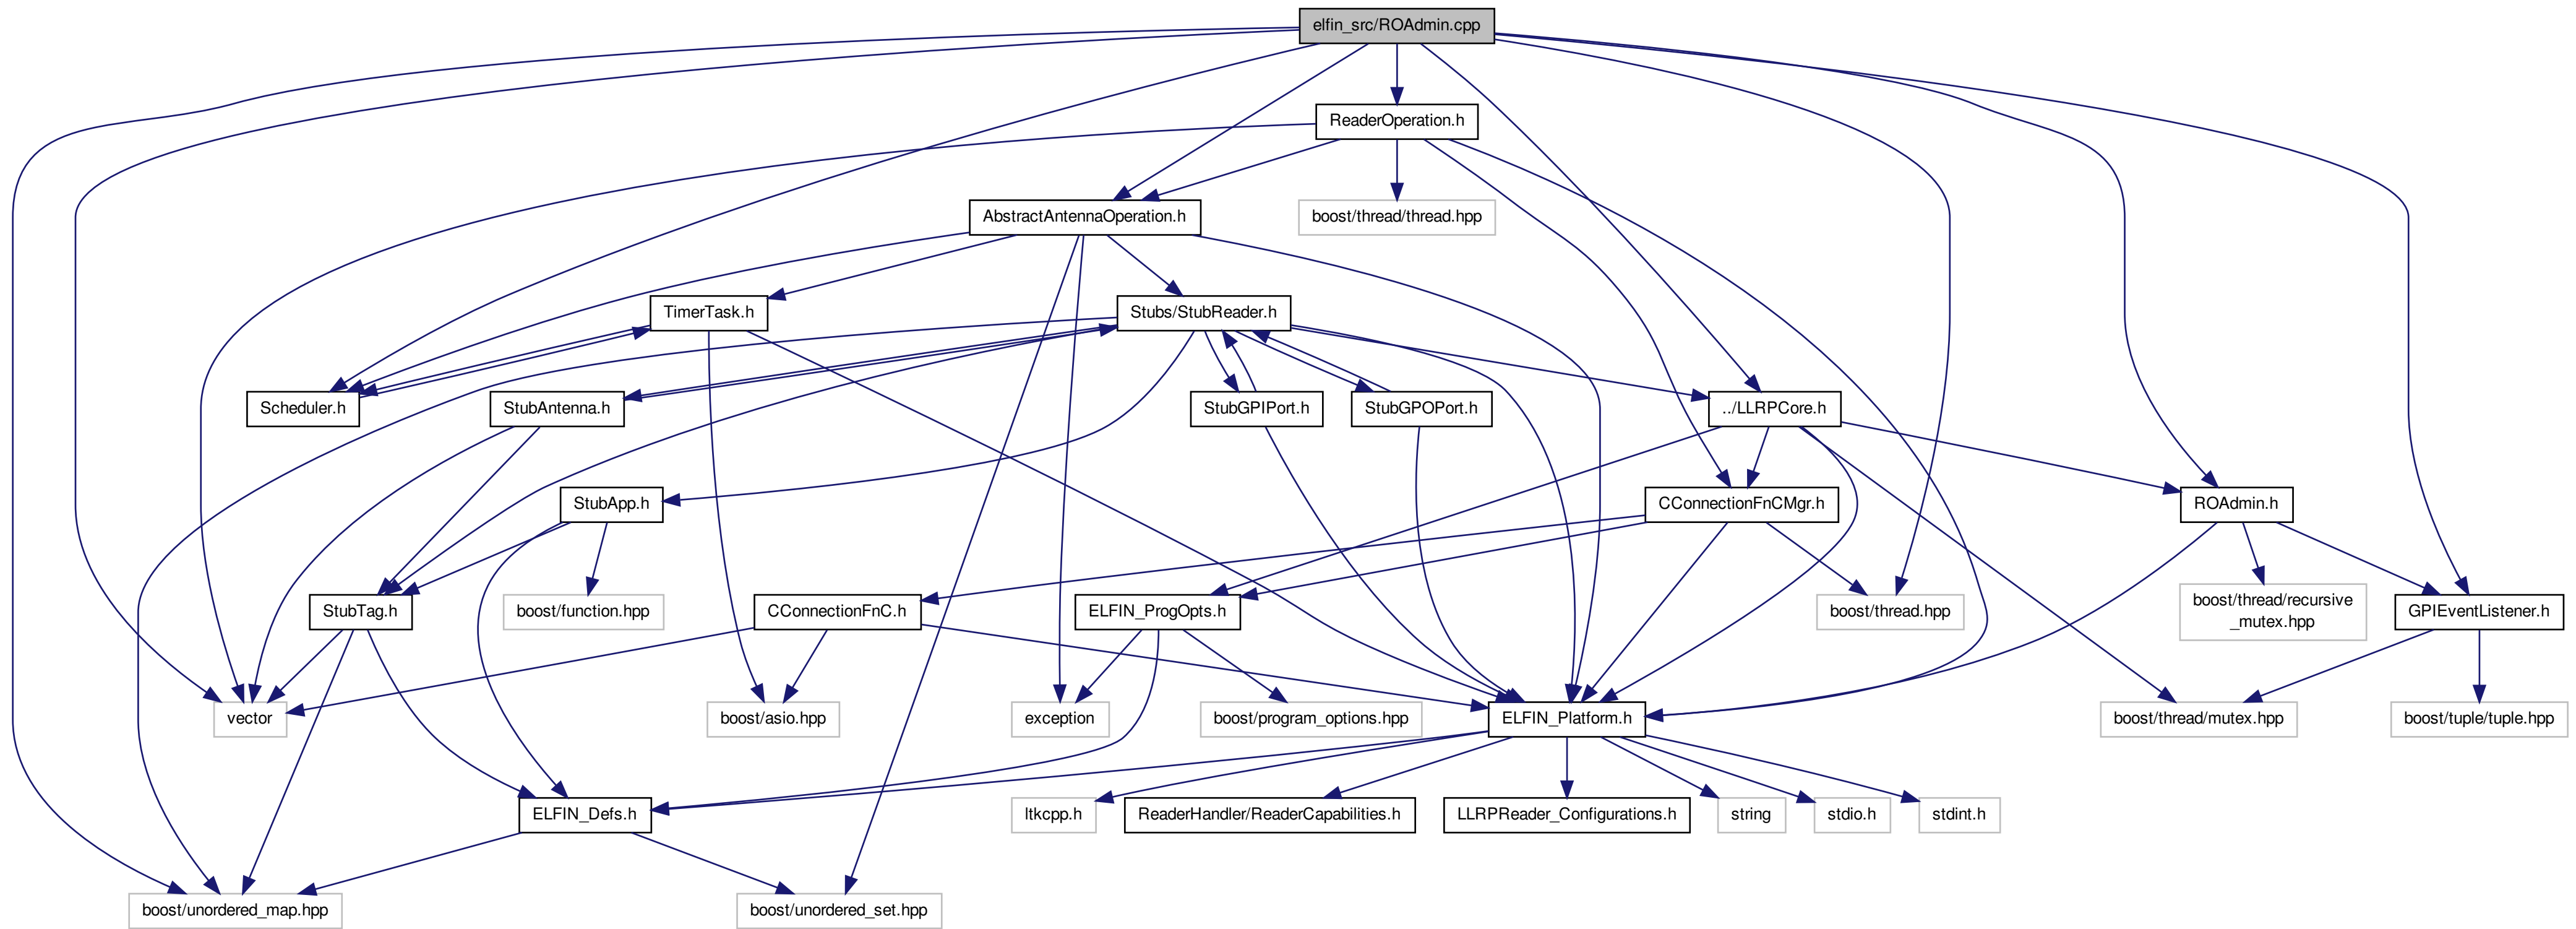 elfin_src/ROAdmin.cpp
ReaderOperation.h
AbstractAntennaOperation.h
boost/thread/thread.hpp
TimerTask.h
Stubs/StubReader.h
Scheduler.h
StubAntenna.h
StubGPIPort.h
StubGPOPort.h
../LLRPCore.h
StubApp.h
CConnectionFnCMgr.h
ROAdmin.h
StubTag.h
boost/function.hpp
CConnectionFnC.h
ELFIN_ProgOpts.h
boost/thread.hpp
boost/thread/recursive
_mutex.hpp
GPIEventListener.h
vector
boost/asio.hpp
exception
boost/program_options.hpp
ELFIN_Platform.h
boost/thread/mutex.hpp
boost/tuple/tuple.hpp
ELFIN_Defs.h
ltkcpp.h
ReaderHandler/ReaderCapabilities.h
LLRPReader_Configurations.h
string
stdio.h
stdint.h
boost/unordered_map.hpp
boost/unordered_set.hpp